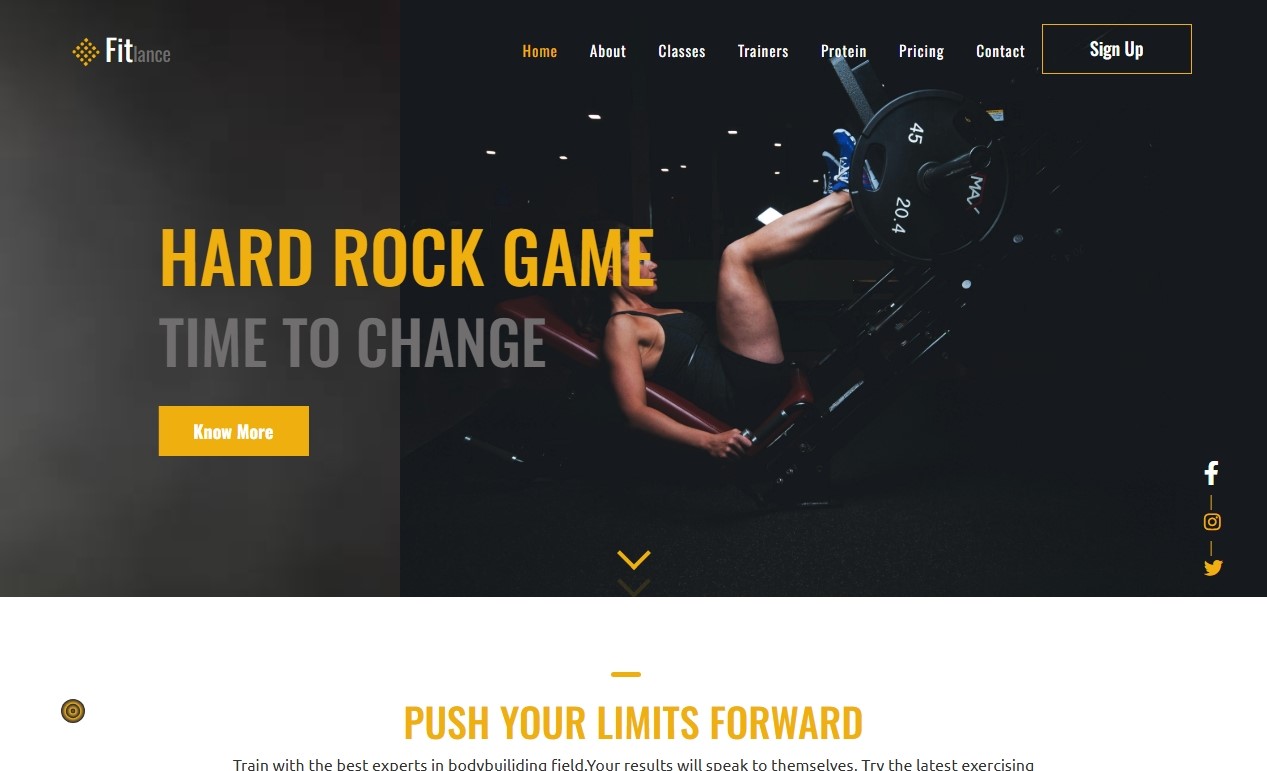 Fitlance
Home About Classes Trainers Protein Pricing Contact Sign Up
45
20.4
HARD ROCK GAME
TIME TO CHANGE
Know More
PUSH YOUR LIMITS FORWARD
Train with the best experts in bodybuiliding field.Your results will speak to themselves. Try the latest exercising